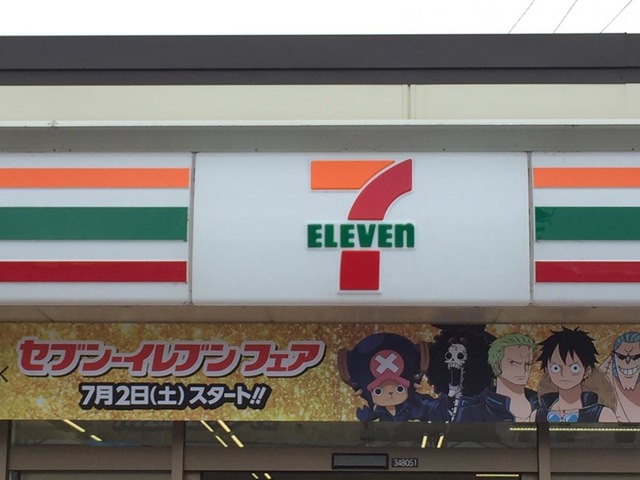 7
ELEVEn
セブン-イレブンフェア
7月2日(土)スタート!!
348051